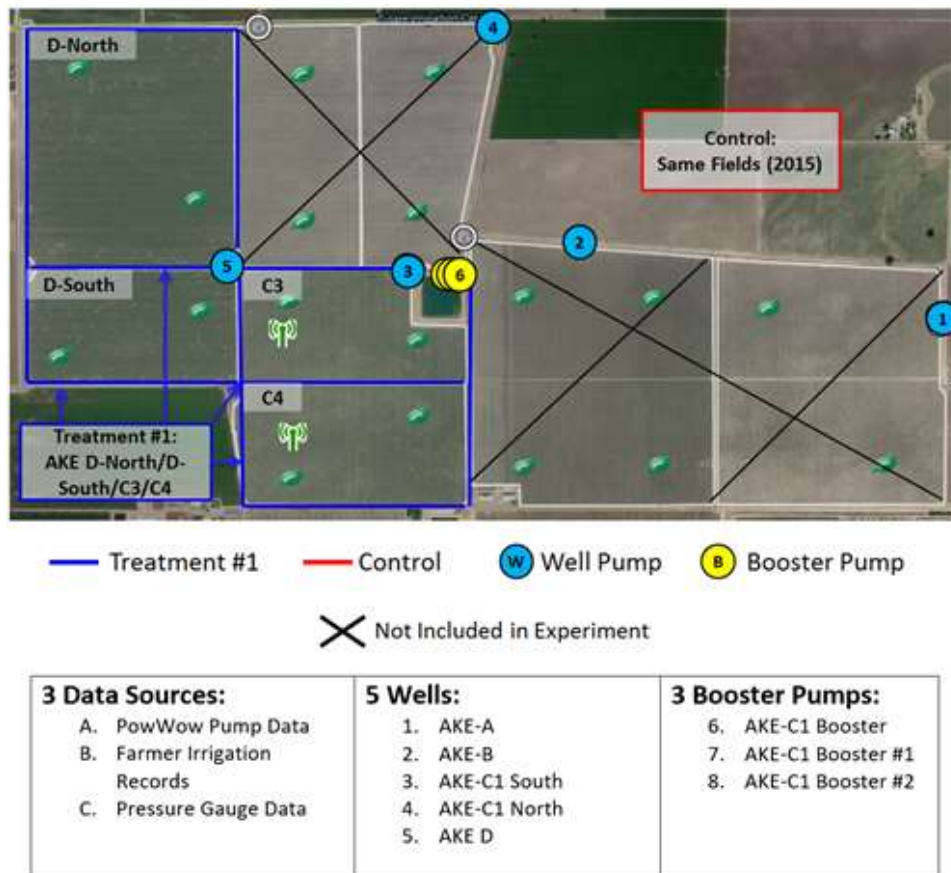 D-North
4
Control:
Same Fields (2015)
2
5
3
6
D-South
C3
1
C4
Treatment #1:
AKE D-North/D-
South/C3/C4
Treatment #1
Control
W
Well Pump
B
Booster Pump
Not Included in Experiment
3 Data Sources:
A. PowWow Pump Data
B. Farmer Irrigation
Records
C. Pressure Gauge Data
5 Wells:
1. AKE-A
2. AKE-B
3. AKE-C1 South
4. AKE-C1 North
5. AKE D
3 Booster Pumps:
6. AKE-C1 Booster
7. AKE-C1 Booster #1
8. AKE-C1 Booster #2